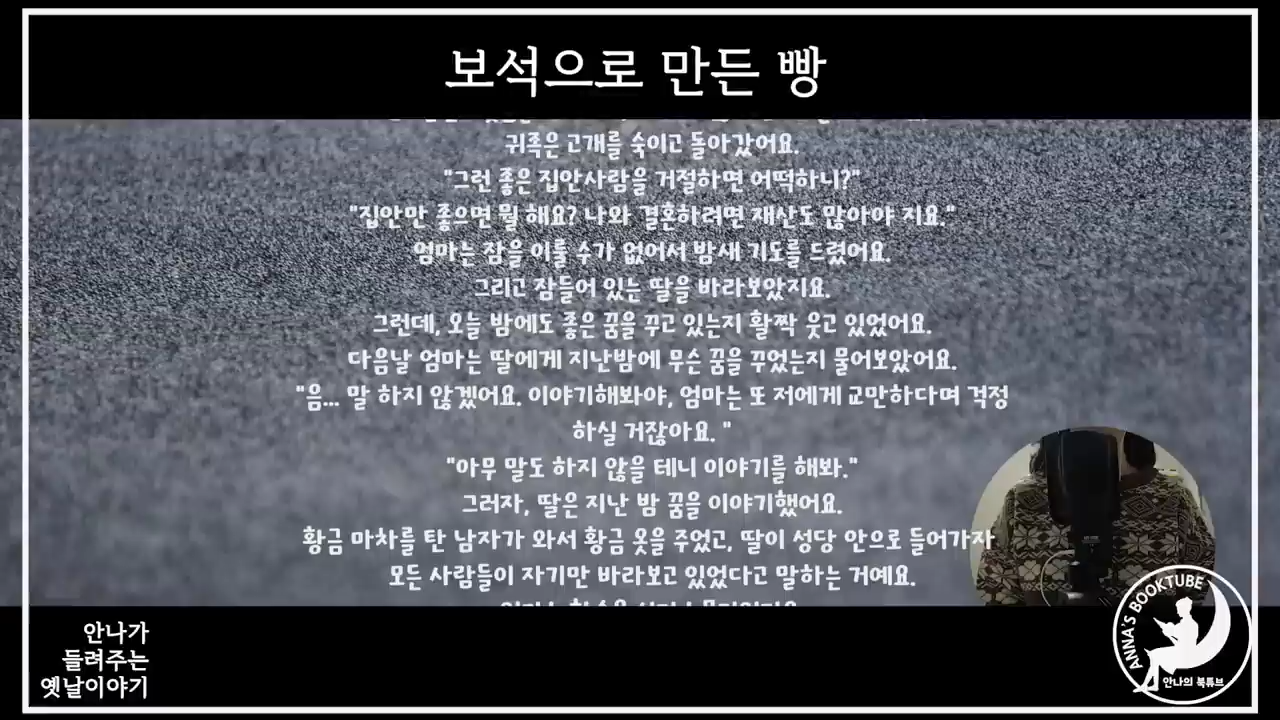 보석으로 만든 빵
귀족은 고개를 숙이고 돌아갔어요.
"그런 좋은 집안사람을 거절하면 어떡하니?"
"집안만 좋으면 뭘 해요? 나와 결혼하려면 재산도 많아야 지요."
엄마는 잠을 이룰 수가 없어서 밤새 기도를 드렸어요.
그리고 잠들어 있는 딸을 바라보았지요.
그런데, 오늘 밤에도 좋은 꿈을 꾸고 있는지 활짝 웃고 있었어요.
다음날 엄마는 딸에게 지난밤에 무슨 꿈을 꾸었는지 물어보았어요.
"음... 말 하지 않겠어요. 이야기해봐야, 엄마는 또 저에게 교만하다며 걱정
하실 거잖아요. "
"아무 말도 하지 않을 테니 이야기를 해봐."
그러자, 딸은 지난 밤 꿈을 이야기했어요.
황금 마차를 탄 남자가 와서 황금 옷을 주었고, 딸이 성당 안으로 들어가자
모든 사람들이 자기만 바라보고 있었다고 말하는 거예요.
안나가
들려주는
옛날이야기
ANNA'S BOOKTUBE
안나의 북튜브